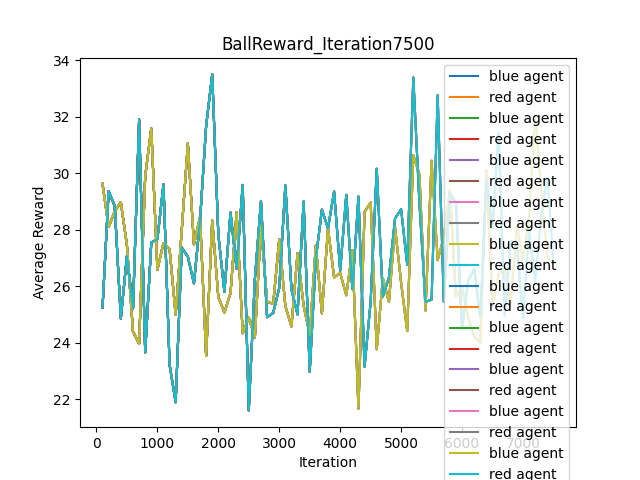 BallReward_Iteration7500
34
32
30
28
26
24
22
Average Reward
0 1000 2000 3000 4000 5000 6000 7000
Iteration
blue agent
red agent
blue agent
red agent
blue agent
red agent
blue agent
red agent
blue agent
red agent
blue agent
red agent
blue agent
red agent
blue agent
red agent
blue agent
red agent
blue agent
red agent